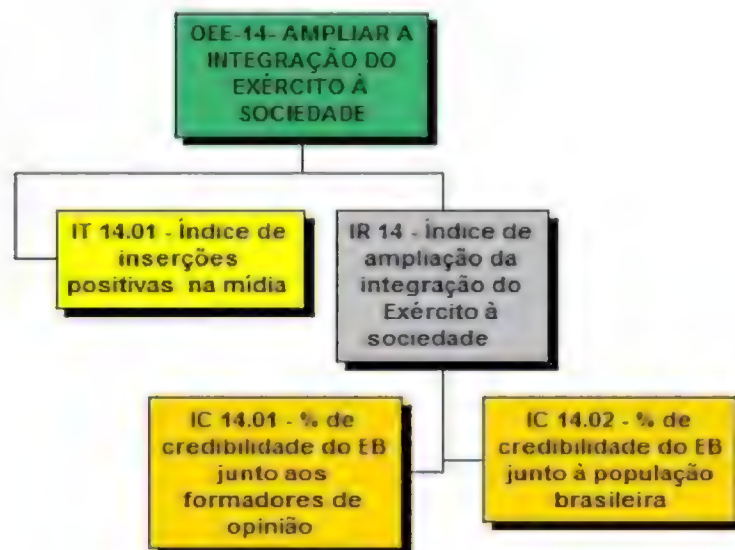 OEE-14- AMPLIAR A
INTEGRAÇÃO DO
EXÉRCITO À
SOCIEDADE
IT 14.01 - Índice de
inserções
positivas na mídia
IR 14 - Índice de
ampliação da
integração do
Exército à
sociedade
IC 14.01 - % de
credibilidade do EB
junto aos
formadores de
opinião
IC 14.02 - % de
credibilidade do EB
junto à população
brasileira